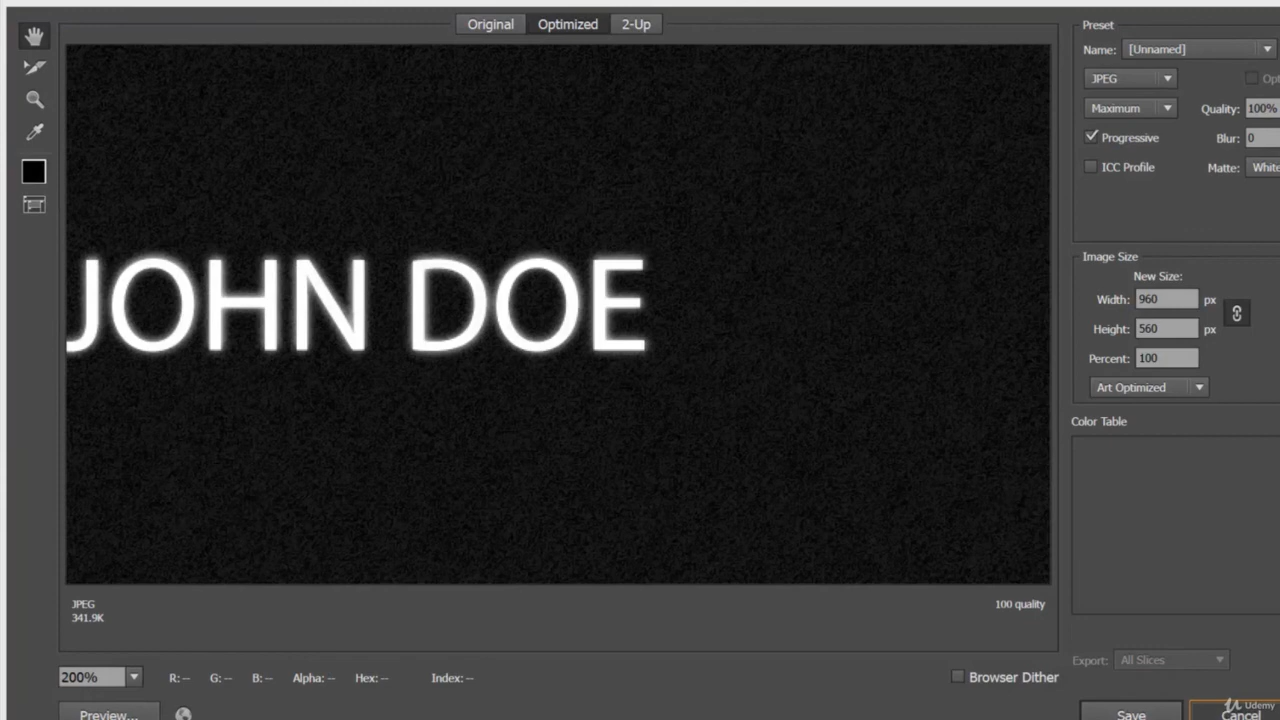 Original Optimized 2-Up
Preset
Name: [Unnamed]
JPEG Opt
Maximum Quality: 100%
Progressive Blur: 0
ICC Profile Matte: White
JOHN DOE
Image Size
New Size:
Width: 960 px
Height: 560 px
Percent: 100
Art Optimized
Color Table
JPEG 100 quality
341.9K
Export: All Slices
200% R: -- G: -- B: -- Alpha: -- Hex: -- Index: -- Browser Dither
Preview... Save Cancel
Udemy